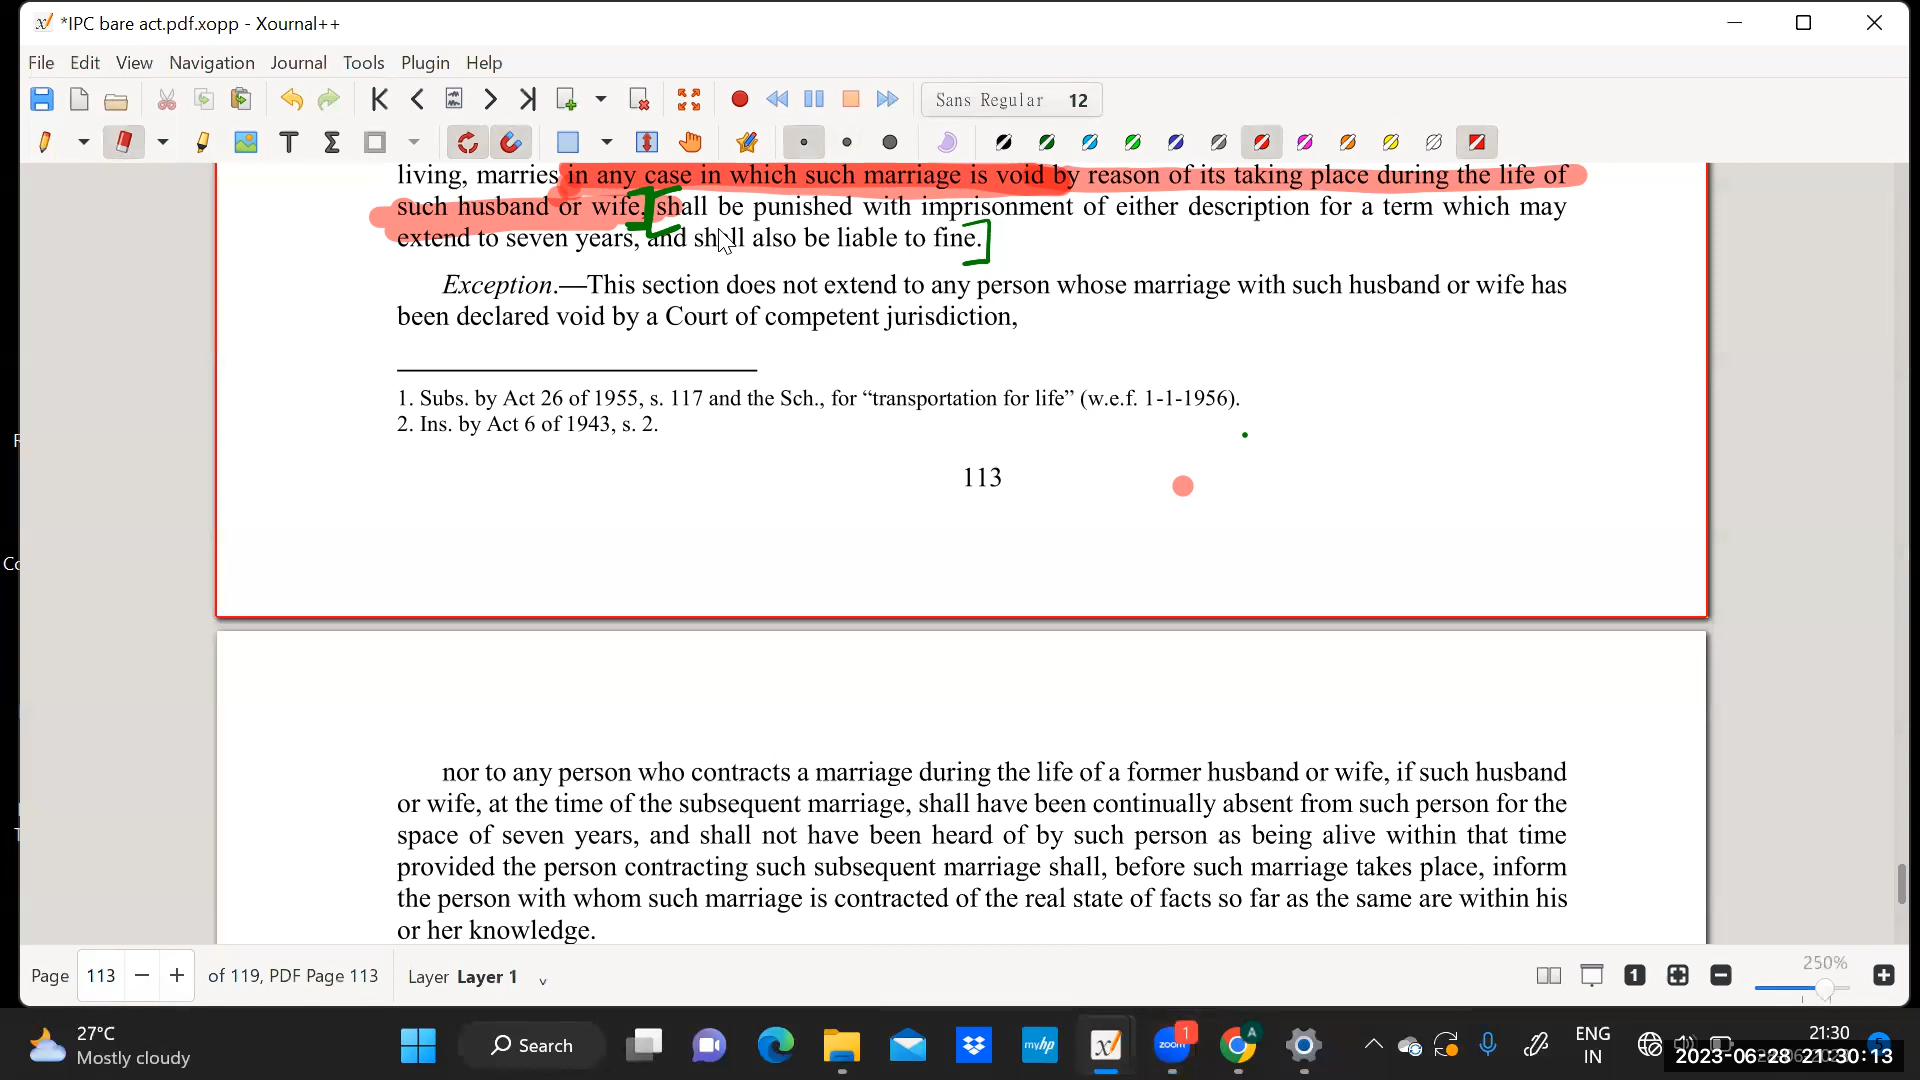 *IPC bare act.pdf.xopp - Xournal++
File Edit View Navigation Journal Tools Plugin Help
Sans Regular 12
living, marries in any case in which such marriage is void by reason of its taking place during the life of
such husband or wife, shall be punished with imprisonment of either description for a term which may
extend to seven years, and shall also be liable to fine.
Exception.—This section does not extend to any person whose marriage with such husband or wife has
been declared void by a Court of competent jurisdiction,
1. Subs. by Act 26 of 1955, s. 117 and the Sch., for “transportation for life” (w.e.f. 1-1-1956).
2. Ins. by Act 6 of 1943, s. 2.
113
nor to any person who contracts a marriage during the life of a former husband or wife, if such husband
or wife, at the time of the subsequent marriage, shall have been continually absent from such person for the
space of seven years, and shall not have been heard of by such person as being alive within that time
provided the person contracting such subsequent marriage shall, before such marriage takes place, inform
the person with whom such marriage is contracted of the real state of facts so far as the same are within his
or her knowledge.
Page 113 of 119, PDF Page 113 Layer Layer 1 250%
27°C
Mostly cloudy
Search
myhp
zoom
1
A
ENG
IN
21:30
2023-06-28 21:30:13